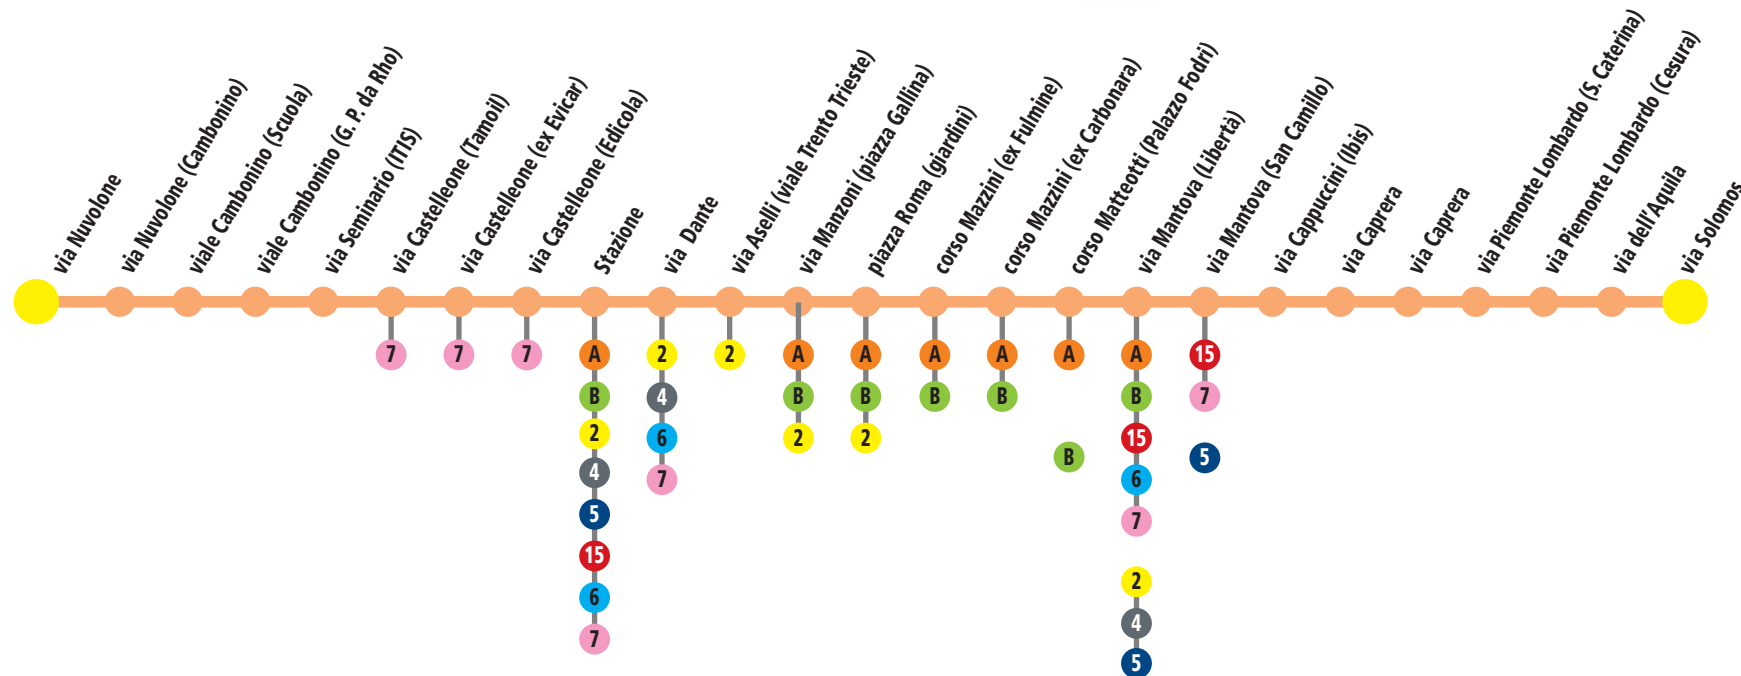 via Nuvolone
via Nuvolone (Cambonino)
viale Cambonino (Scuola)
viale Cambonino (G. P. da Rho)
via Seminario (ITIS)
via Castelleone (Tamoil)
via Castelleone (ex Evicar)
via Castelleone (Edicola)
Stazione
via Dante
via Aselli (viale Trento Trieste)
via Manzoni (piazza Gallina)
piazza Roma (giardini)
corso Mazzini (ex Fulmine)
corso Mazzini (ex Carbonara)
corso Matteotti (Palazzo Fodri)
via Mantova (Libertà)
via Mantova (San Camillo)
via Cappuccini (Ibis)
via Caprera
via Caprera
via Piemonte Lombardo (S. Caterina)
via Piemonte Lombardo (Cesura)
via dell'Aquila
via Solomos
7
7
7
A
B
2
4
5
15
6
7
2
4
6
7
2
A
B
2
A
B
2
A
B
A
B
A
B
A
B
15
6
7
2
4
5
15
7
5